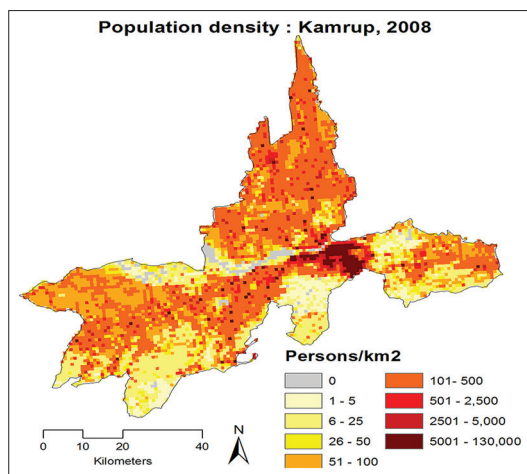 Population density : Kamrup, 2008
Persons/km2
0
1 - 5
6 - 25
26 - 50
51 - 100
101- 500
501 - 2,500
2501 - 5,000
5001 - 130,000
N
0 10 20 40
Kilometers